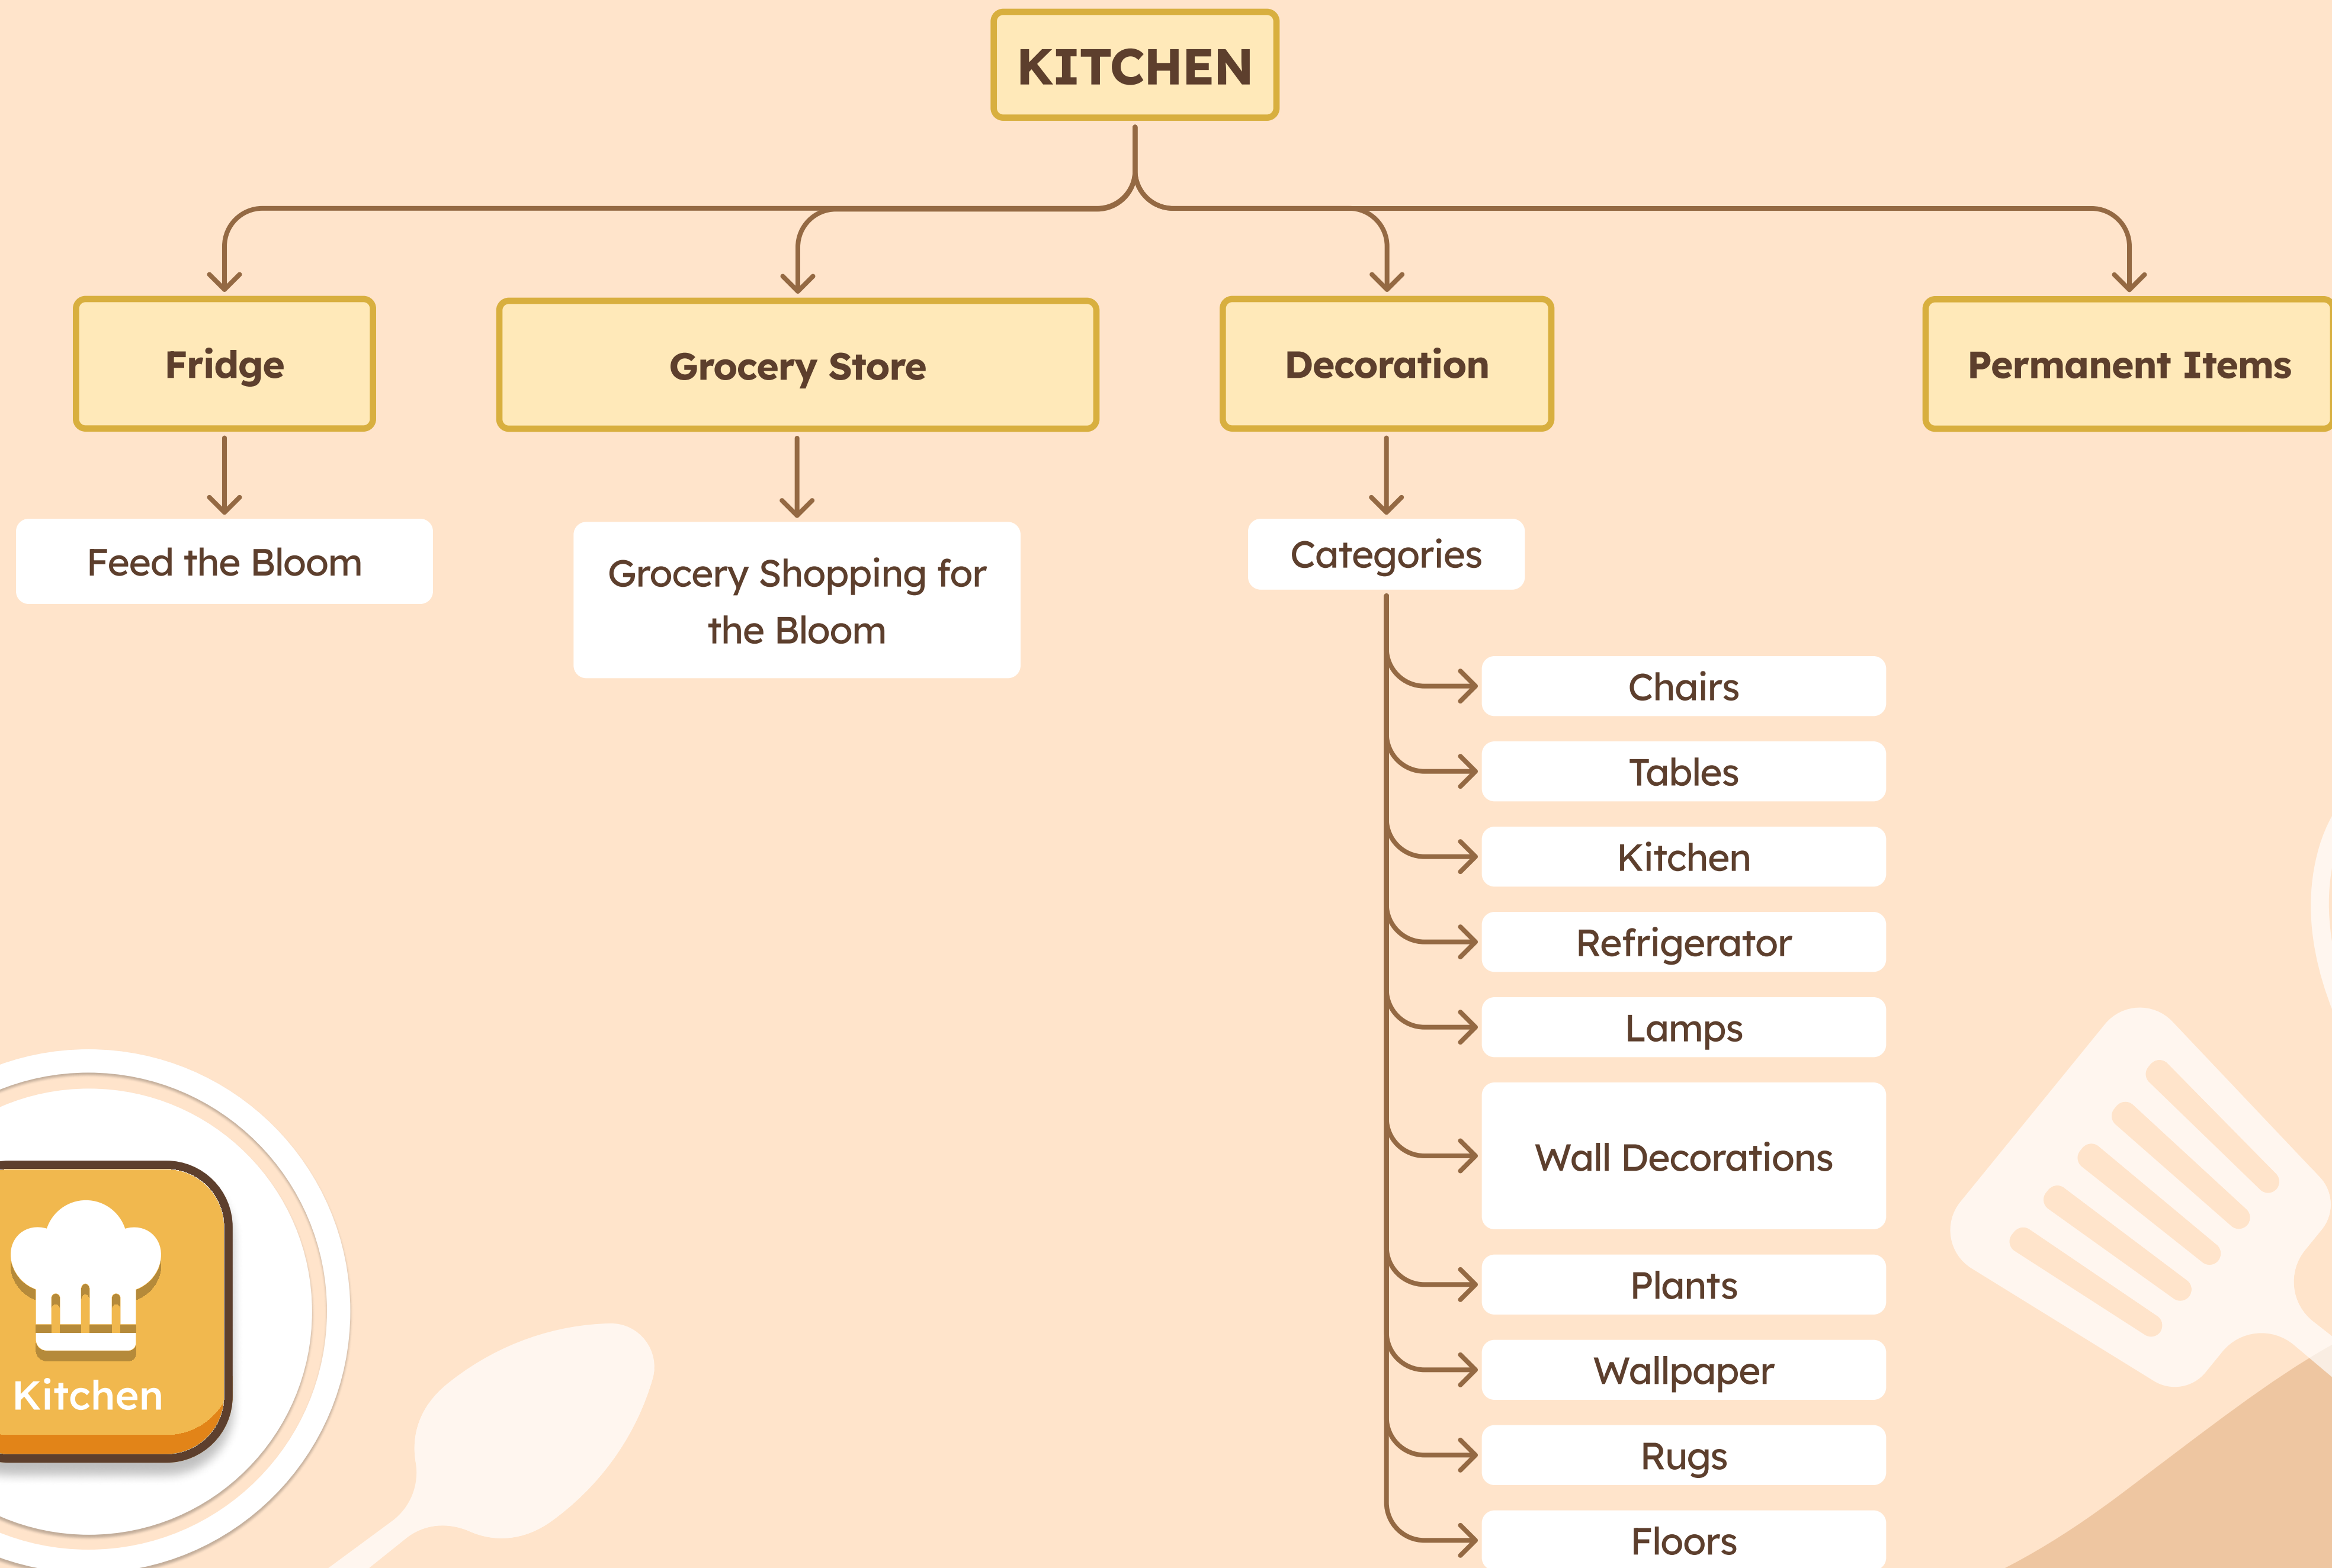 KITCHEN
Fridge
Grocery Store
Decoration
Permanent Items
Feed the Bloom
Grocery Shopping for
the Bloom
Categories
Chairs
Tables
Kitchen
Refrigerator
Lamps
Wall Decorations
Plants
Wallpaper
Rugs
Floors
Kitchen